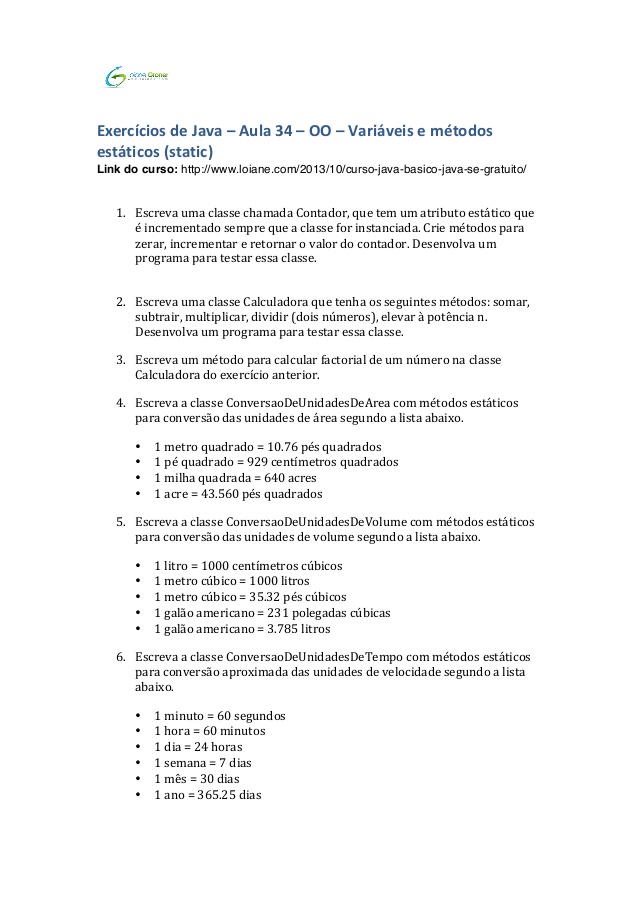 Loiane Groner
Exercícios de Java – Aula 34 – OO – Variáveis e métodos
estáticos (static)
Link do curso: http://www.loiane.com/2013/10/curso-java-basico-java-se-gratuito/
1. Escreva uma classe chamada Contador, que tem um atributo estático que
é incrementado sempre que a classe for instanciada. Crie métodos para
zerar, incrementar e retornar o valor do contador. Desenvolva um
programa para testar essa classe.
2. Escreva uma classe Calculadora que tenha os seguintes métodos: somar,
subtrair, multiplicar, dividir (dois números), elevar à potência n.
Desenvolva um programa para testar essa classe.
3. Escreva um método para calcular factorial de um número na classe
Calculadora do exercício anterior.
4. Escreva a classe ConversaoDeUnidadesDeArea com métodos estáticos
para conversão das unidades de área segundo a lista abaixo.
• 1 metro quadrado = 10.76 pés quadrados
• 1 pé quadrado = 929 centímetros quadrados
• 1 milha quadrada = 640 acres
• 1 acre = 43.560 pés quadrados
5. Escreva a classe ConversaoDeUnidadesDeVolume com métodos estáticos
para conversão das unidades de volume segundo a lista abaixo.
• 1 litro = 1000 centímetros cúbicos
• 1 metro cúbico = 1000 litros
• 1 metro cúbico = 35.32 pés cúbicos
• 1 galão americano = 231 polegadas cúbicas
• 1 galão americano = 3.785 litros
6. Escreva a classe ConversaoDeUnidadesDeTempo com métodos estáticos
para conversão aproximada das unidades de velocidade segundo a lista
abaixo.
• 1 minuto = 60 segundos
• 1 hora = 60 minutos
• 1 dia = 24 horas
• 1 semana = 7 dias
• 1 mês = 30 dias
• 1 ano = 365.25 dias